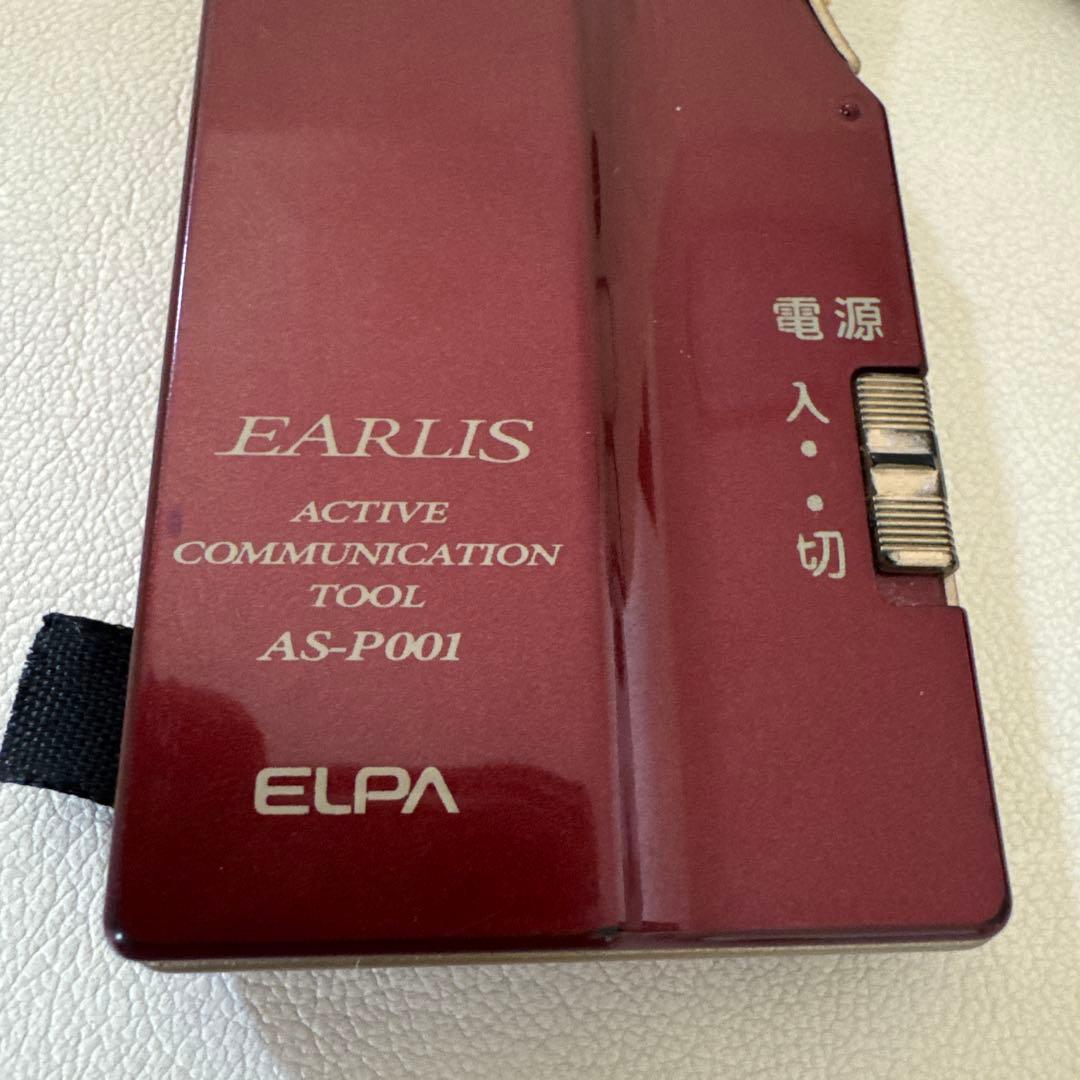 EARLIS
ACTIVE
COMMUNICATION
TOOL
AS-P001
ELPA
電源
入
切